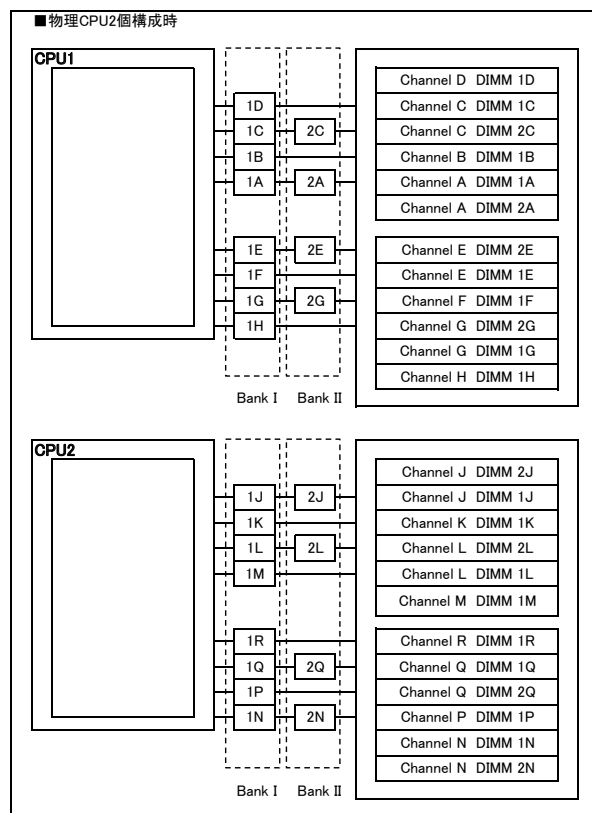 ■物理CPU2個構成時
CPU1
1D
1C 2C
1B
1A 2A
1E 2E
1F
1G 2G
1H
Bank I Bank II
Channel D DIMM 1D
Channel C DIMM 1C
Channel C DIMM 2C
Channel B DIMM 1B
Channel A DIMM 1A
Channel A DIMM 2A
Channel E DIMM 2E
Channel E DIMM 1E
Channel F DIMM 1F
Channel G DIMM 2G
Channel G DIMM 1G
Channel H DIMM 1H
CPU2
1J 2J
1K
1L 2L
1M
1R
1Q 2Q
1P
1N 2N
Bank I Bank II
Channel J DIMM 2J
Channel J DIMM 1J
Channel K DIMM 1K
Channel L DIMM 2L
Channel L DIMM 1L
Channel M DIMM 1M
Channel R DIMM 1R
Channel Q DIMM 1Q
Channel Q DIMM 2Q
Channel P DIMM 1P
Channel N DIMM 1N
Channel N DIMM 2N